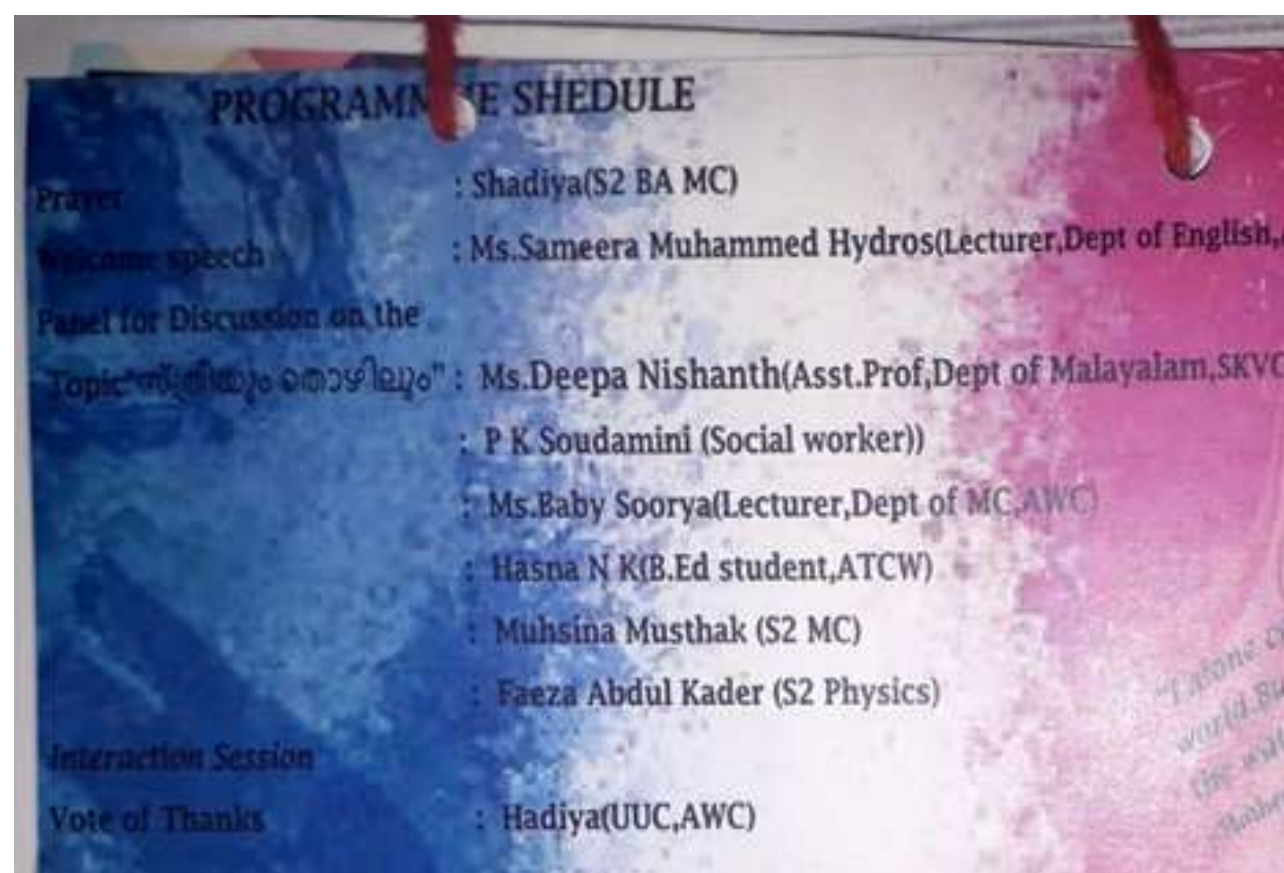 PROGRAMME SHEDULE
Prayer : Shadiya(S2 BA MC)
Welcome speech : Ms.Sameera Muhammed Hydros(Lecturer,Dept of English,
Panel for Discussion on the
Topic"സ്ത്രീയും തൊഴിലും" : Ms.Deepa Nishanth(Asst.Prof,Dept of Malayalam,SKVC
: P K Soudamini (Social worker))
: Ms.Baby Soorya(Lecturer,Dept of MC,AWC)
: Hasna N K(B.Ed student,ATCW)
: Muhsina Musthak (S2 MC)
: Faeza Abdul Kader (S2 Physics)
Interaction Session
Vote of Thanks : Hadiya(UUC,AWC)
"I alone
world.
the